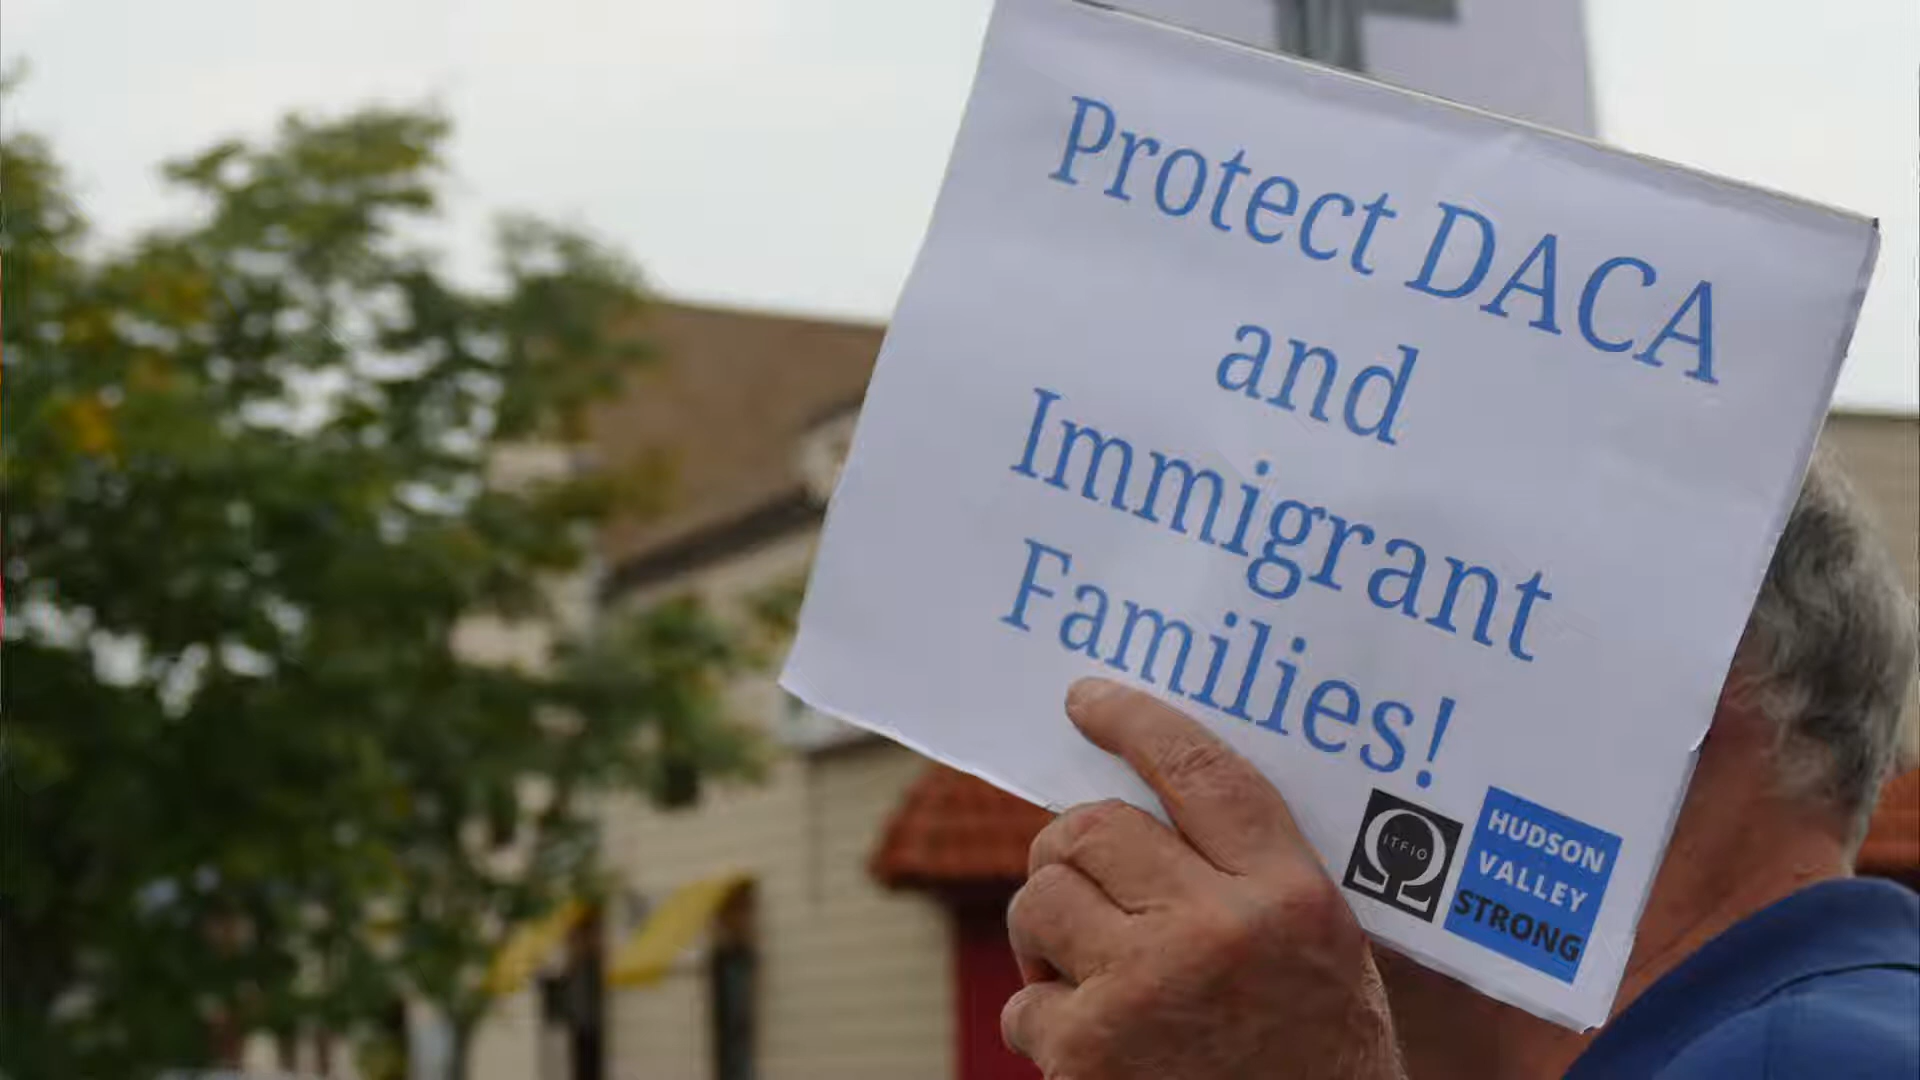 Protect DACA
and
Immigrant
Families!
ITFIO
HUDSON
VALLEY
STRONG